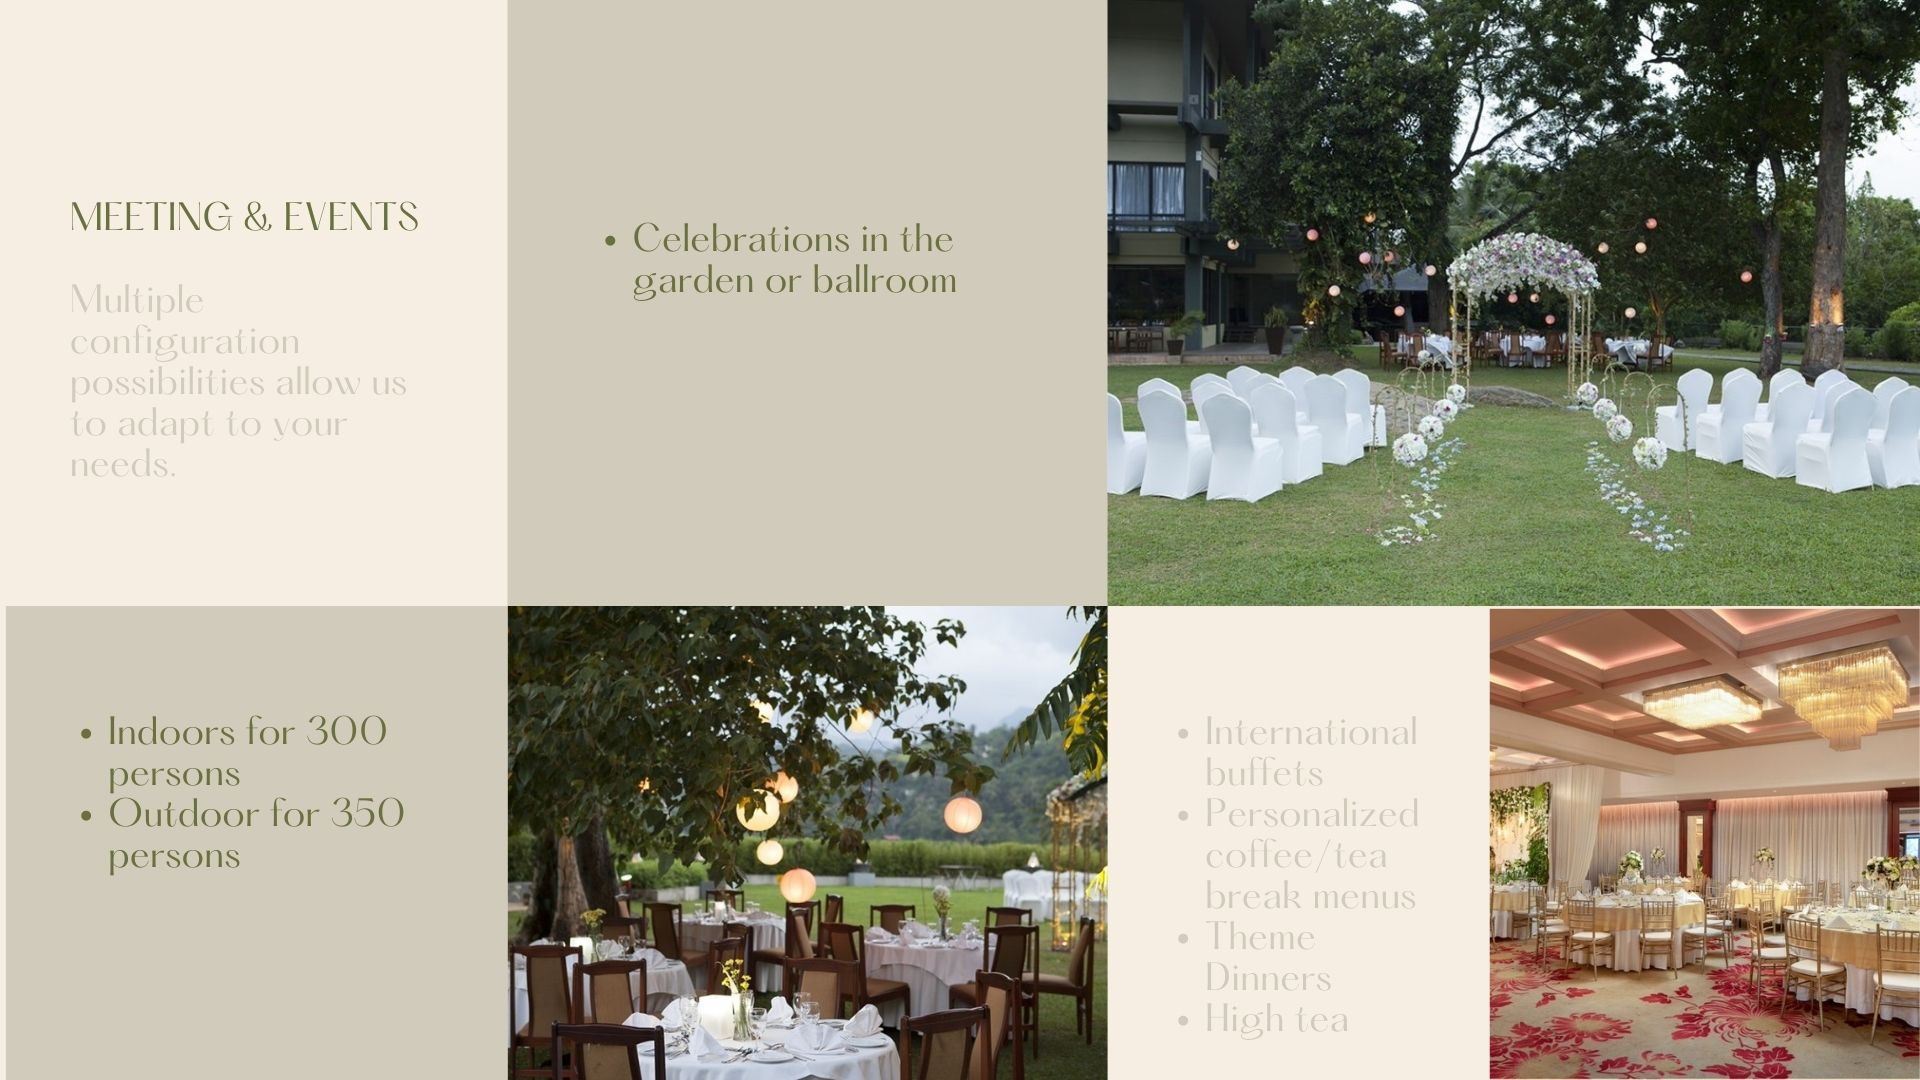 MEETING & EVENTS
Multiple
configuration
possibilities allow us
to adapt to your
needs.
• Celebrations in the
garden or ballroom
• Indoors for 300
persons
• Outdoor for 350
persons
• International
buffets
• Personalized
coffee/tea
break menus
• Theme
Dinners
• High tea